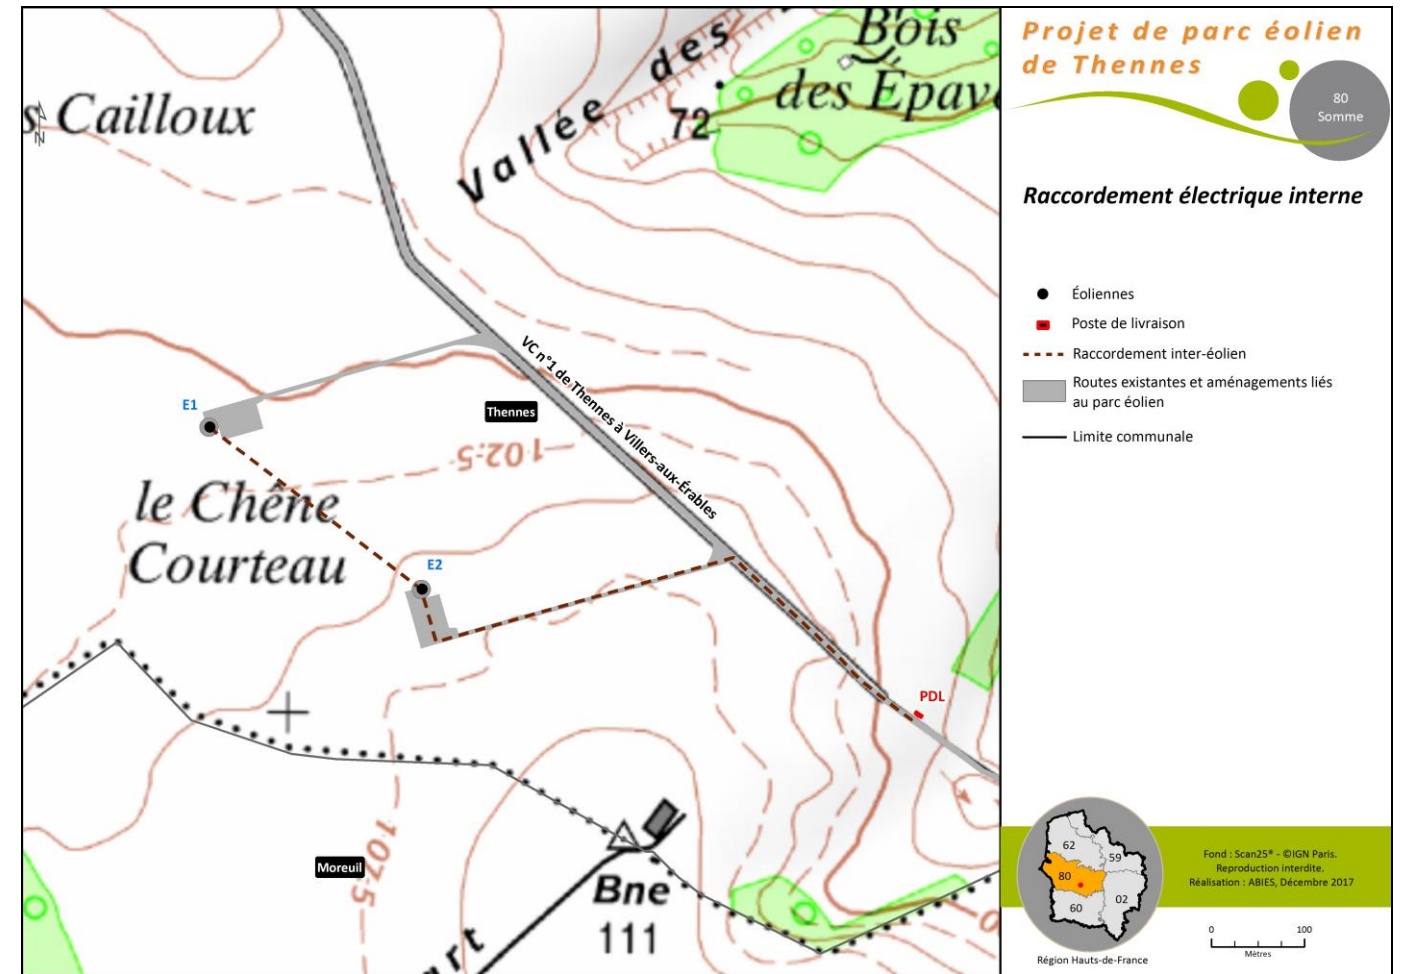 s Cailloux
N
Vallée des
Bois
des Epave
72
E1
Thennes
VC n°1 de Thennes à Villers-aux-Érables
102.5
le Chêne
Courteau
E2
PDL
Moreuil
107.5
Bne
111
art
Projet de parc éolien
de Thennes
80
Somme
Raccordement électrique interne
Éoliennes
Poste de livraison
Raccordement inter-éolien
Routes existantes et aménagements liés
au parc éolien
Limite communale
62
59
80
02
60
Région Hauts-de-France
Fond : Scan25® - ©IGN Paris.
Reproduction interdite.
Réalisation : ABIES, Décembre 2017
0 100
Mètres